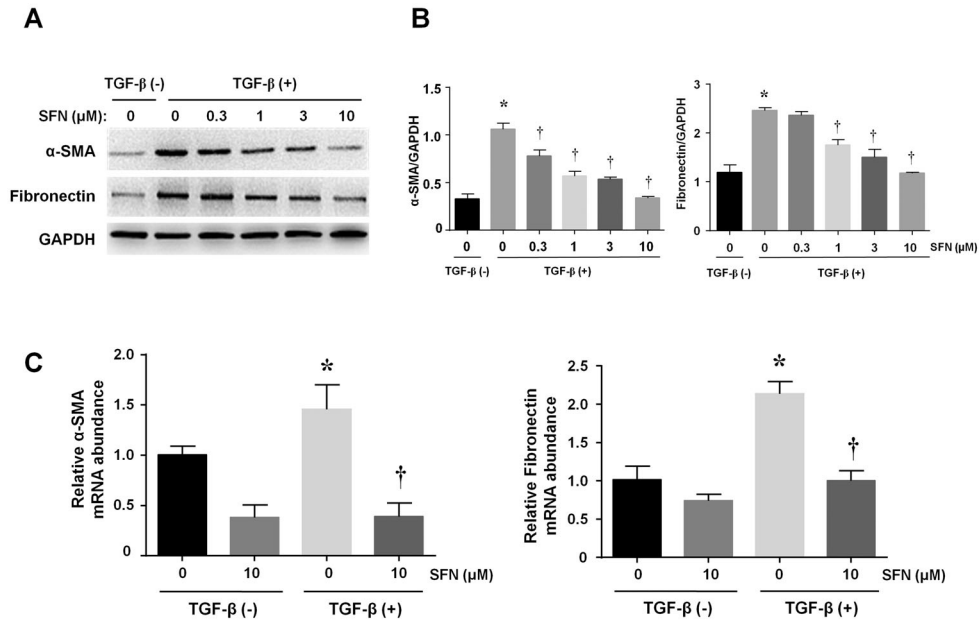 A
TGF-β (-) TGF-β (+)
SFN (μM): 0 0 0.3 1 3 10
α-SMA
Fibronectin
GAPDH
B
α-SMA/GAPDH
1.5
1.0
0.5
0
*
†
†
†
†
0 0 0.3 1 3 10
TGF-β (-) TGF-β (+)
Fibronectin/GAPDH
3
2
1
0
*
†
†
†
0 0 0.3 1 3 10 SFN (μM)
TGF-β (-) TGF-β (+)
C
Relative α-SMA
mRNA abundance
2.0
1.5
1.0
0.5
0
*
†
0 10 0 10 SFN (μM)
TGF-β (-) TGF-β (+)
Relative Fibronectin
mRNA abundance
2.5
2.0
1.5
1.0
0.5
0
*
†
0 10 0 10 SFN (μM)
TGF-β (-) TGF-β (+)